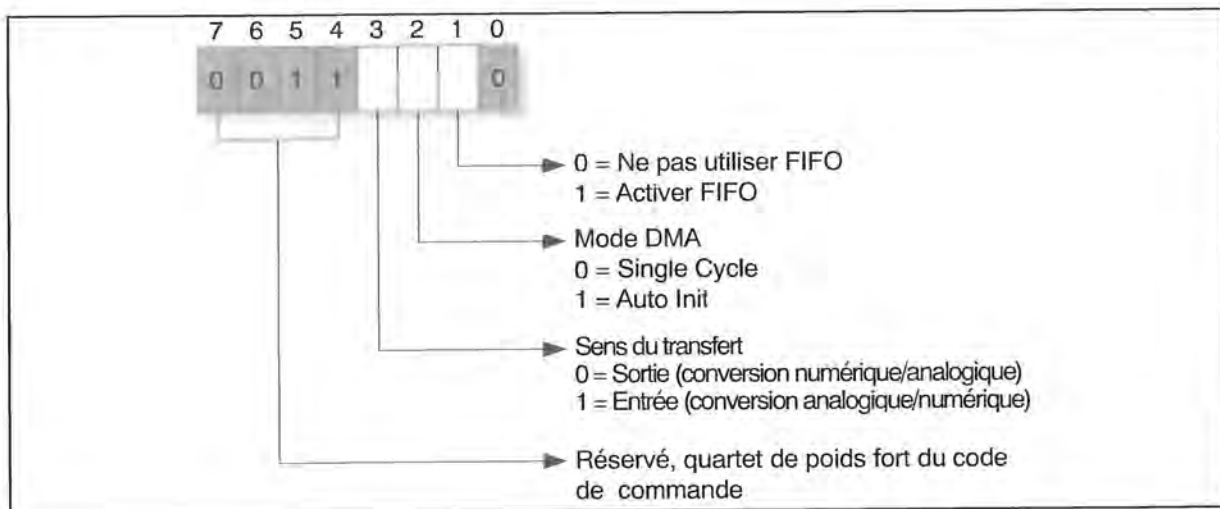 7 6 5 4 3 2 1 0
0 0 1 1 0
0 = Ne pas utiliser FIFO
1 = Activer FIFO
Mode DMA
0 = Single Cycle
1 = Auto Init
Sens du transfert
0 = Sortie (conversion numérique/analogique)
1 = Entrée (conversion analogique/numérique)
Réservé, quartet de poids fort du code
de commande